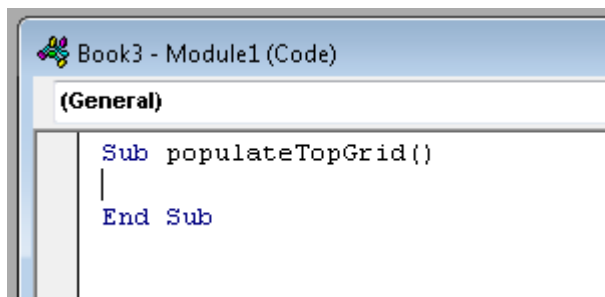 Book3 - Module1 (Code)
(General)
Sub populateTopGrid()
End Sub